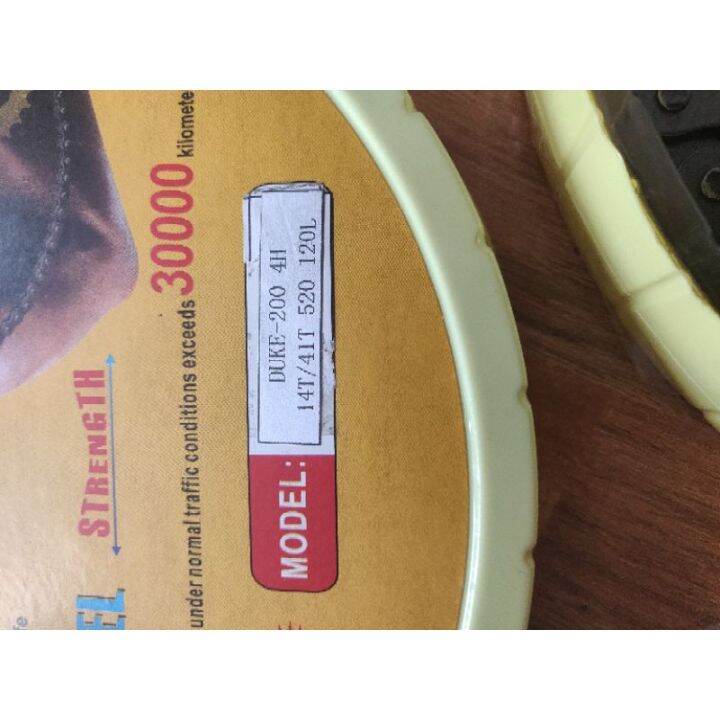 STRENGTH
under normal traffic conditions exceeds 30000 kilomete
MODEL:
DUKE-200 4H
14T/41T 520 120L